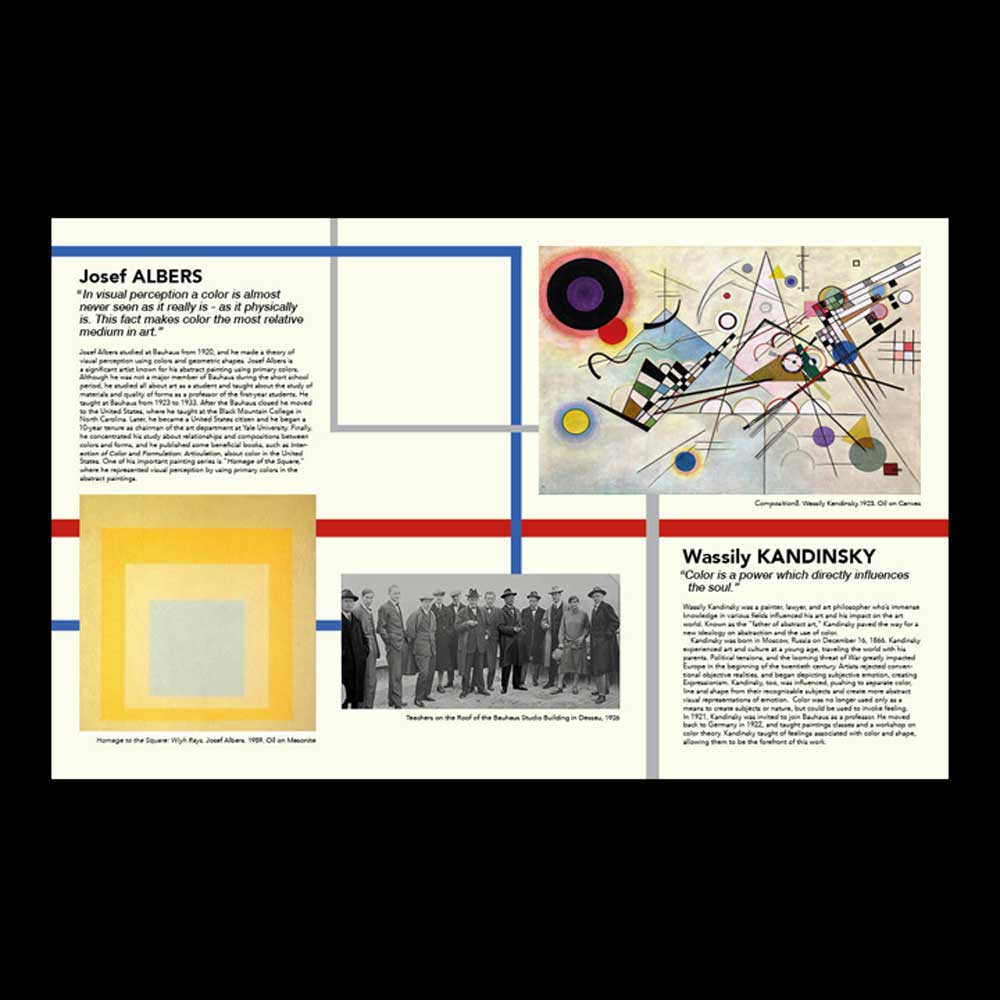 Josef ALBERS
“In visual perception a color is almost
never seen as it really is - as it physically
is. This fact makes color the most relative
medium in art.”
Josef Albers studied at Bauhaus from 1920, and he made a theory of
visual perception using colors and geometric shapes. Josef Albers is
a significant artist known for his abstract painting using primary colors.
Although he was not a major member of Bauhaus during the short school
period, he studied all about art as a student and taught about the study of
materials and quality of forms as a professor of the first-year students. He
taught at Bauhaus from 1923 to 1933. After the Bauhaus closed he moved
to the United States, where he taught at the Black Mountain College in
North Carolina. Later, he became a United States citizen and he began a
10-year tenure as chairman of the art department at Yale University. Finally,
he concentrated his study about relationships and compositions between
colors and forms, and he published some beneficial books, such as Inter-
action of Color and Formulation: Articulation, about color in the United
States. One of his important painting series is “Homage of the Square,”
where he represented visual perception by using primary colors in the
abstract paintings.
Homage to the Square: Wiyh Rays. Josef Albers. 1959. Oil on Masonite
Teachers on the Roof of the Bauhaus Studio Building in Dessau, 1926
Composition8. Wassily Kandinsky.1923. Oil on Canvas
Wassily KANDINSKY
“Color is a power which directly influences
the soul.”
Wassily Kandinsky was a painter, lawyer, and art philosopher who's immense
knowledge in various fields influenced his art and his impact on the art
world. Known as the “father of abstract art,” Kandinsky paved the way for a
new ideology on abstraction and the use of color.
Kandinsky was born in Moscow, Russia on December 16, 1866. Kandinsky
experienced art and culture at a young age, traveling the world with his
parents. Political tensions, and the looming threat of War greatly impacted
Europe in the beginning of the twentieth century. Artists rejected conven-
tional objective realities, and began depicting subjective emotion, creating
Expressionism. Kandinsky, too, was influenced, pushing to separate color,
line and shape from their recognizable subjects and create more abstract
visual representations of emotion. Color was no longer used only as a
means to create subjects or nature, but could be used to invoke feeling.
In 1921, Kandinsky was invited to join Bauhaus as a professor. He moved
back to Germany in 1922, and taught paintings classes and a workshop on
color theory. Kandinsky taught of feelings associated with color and shape,
allowing them to be the forefront of this work.